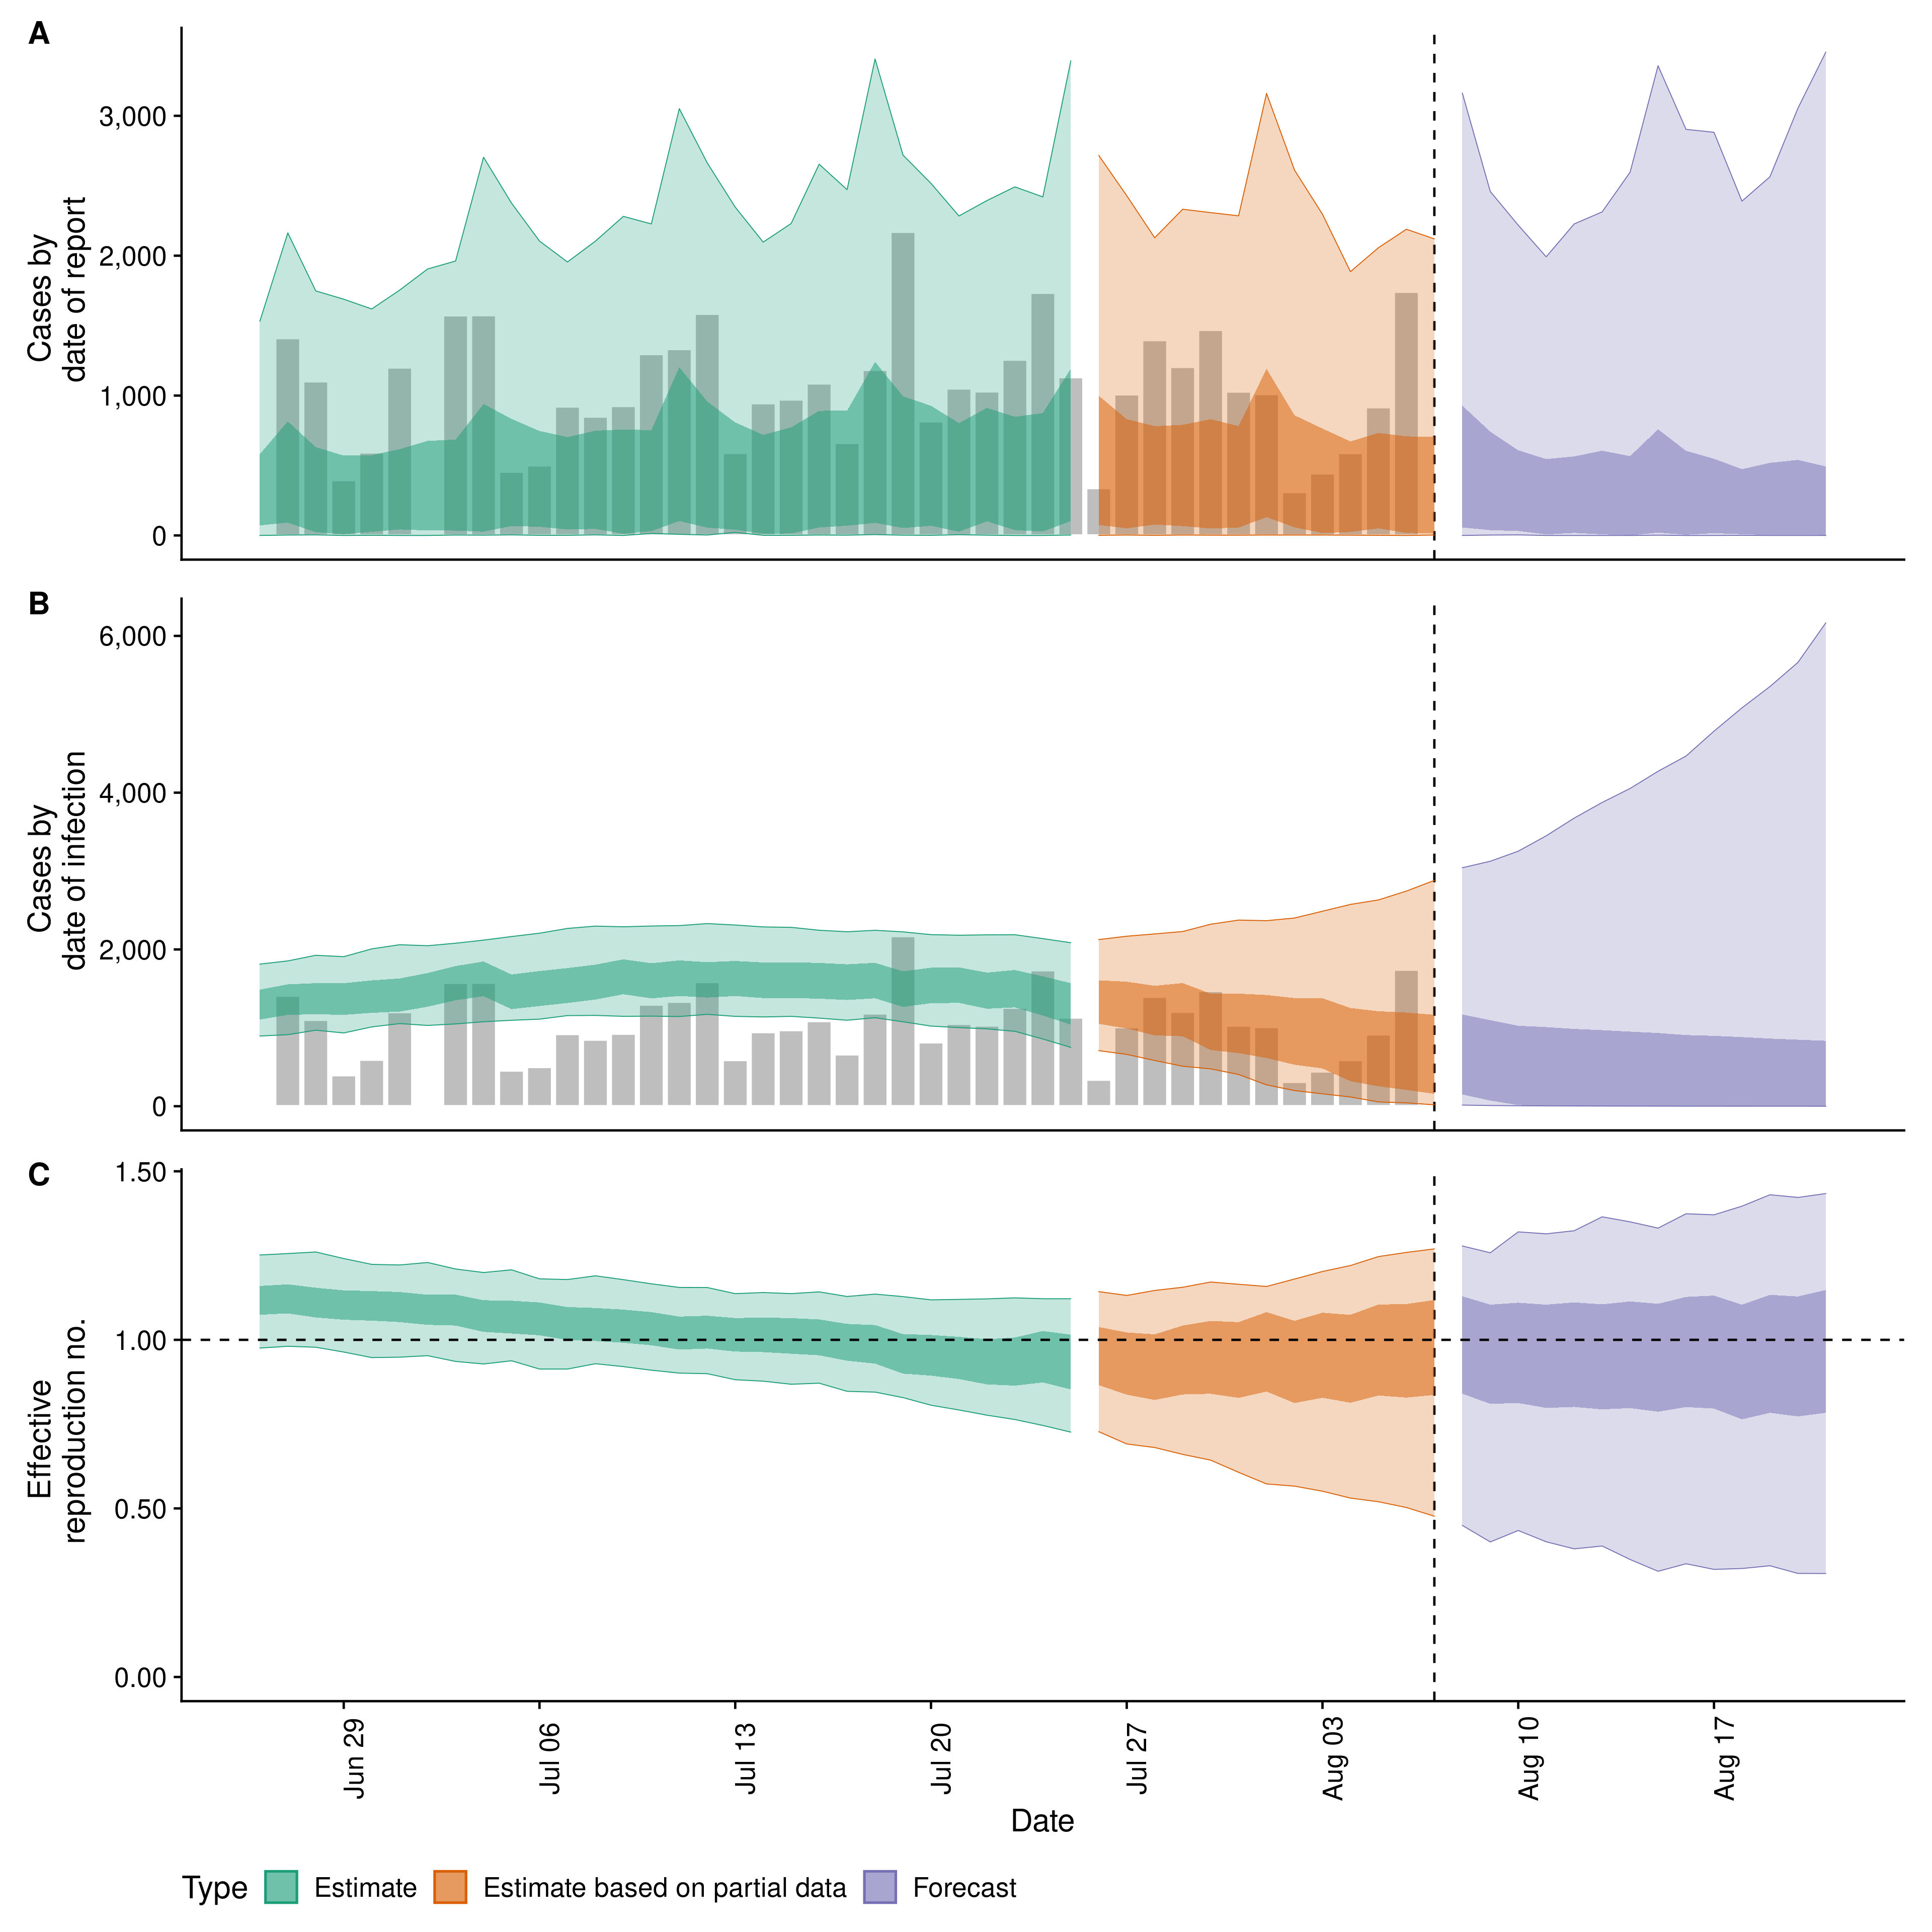 A
Cases by
date of report
3,000
2,000
1,000
0
B
Cases by
date of infection
6,000
4,000
2,000
0
C
Effective
reproduction no.
1.50
1.00
0.50
0.00
Jun 29
Jul 06
Jul 13
Jul 20
Jul 27
Aug 03
Aug 10
Aug 17
Date
Type Estimate Estimate based on partial data Forecast